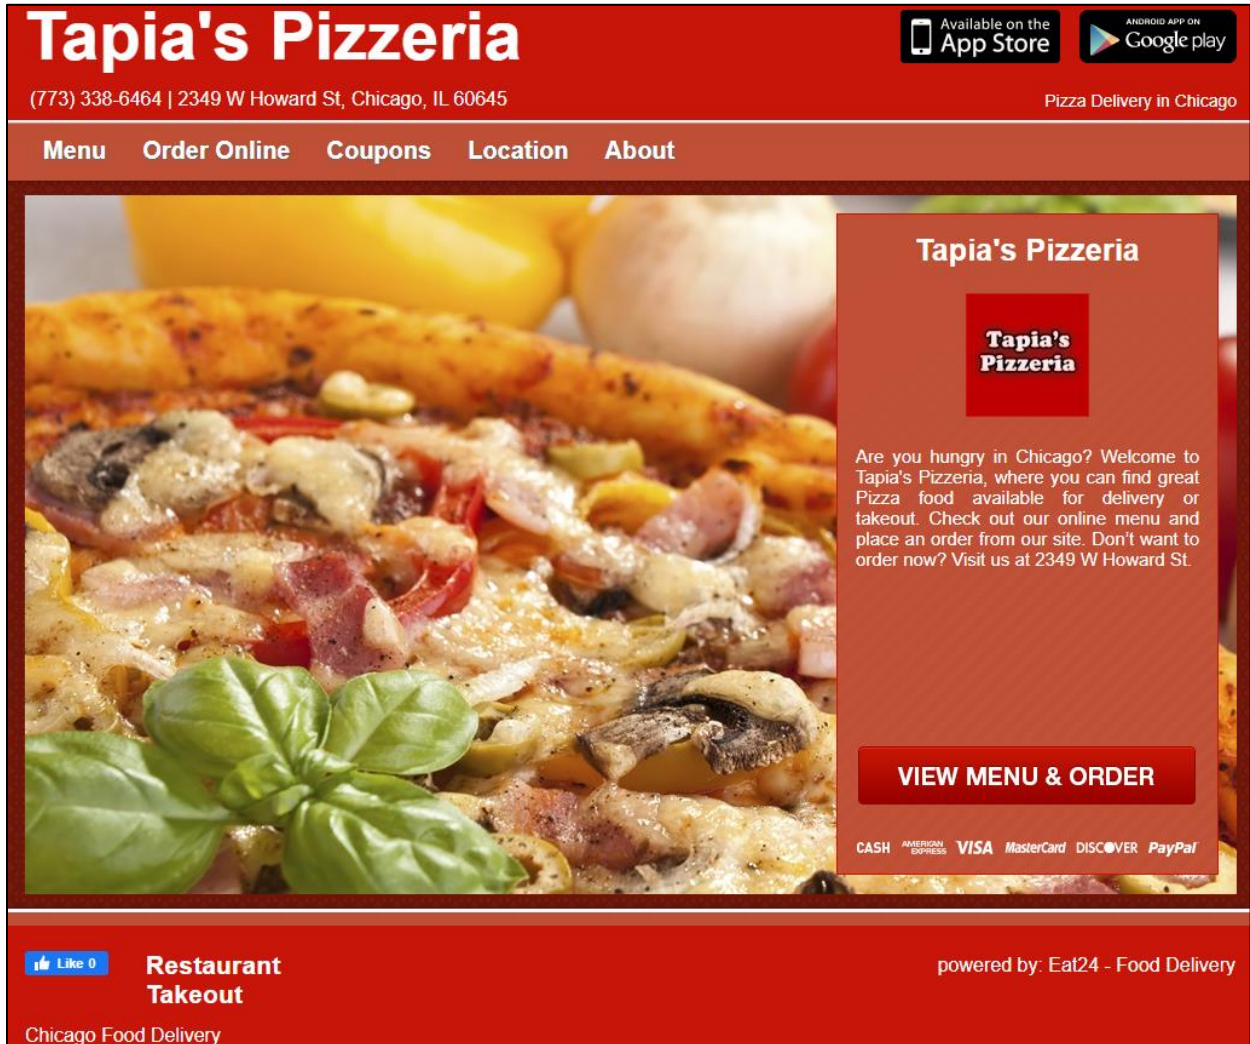 Tapia's Pizzeria
Available on the
App Store
ANDROID APP ON
Google play
(773) 338-6464 | 2349 W Howard St, Chicago, IL 60645
Pizza Delivery in Chicago
Menu Order Online Coupons Location About
Tapia's Pizzeria
Tapia's
Pizzeria
Are you hungry in Chicago? Welcome to
Tapia's Pizzeria, where you can find great
Pizza food available for delivery or
takeout. Check out our online menu and
place an order from our site. Don't want to
order now? Visit us at 2349 W Howard St.
VIEW MENU & ORDER
CASH AMERICAN EXPRESS VISA MasterCard DISCOVER PayPal
Like 0
Restaurant
Takeout
powered by: Eat24 - Food Delivery
Chicago Food Delivery